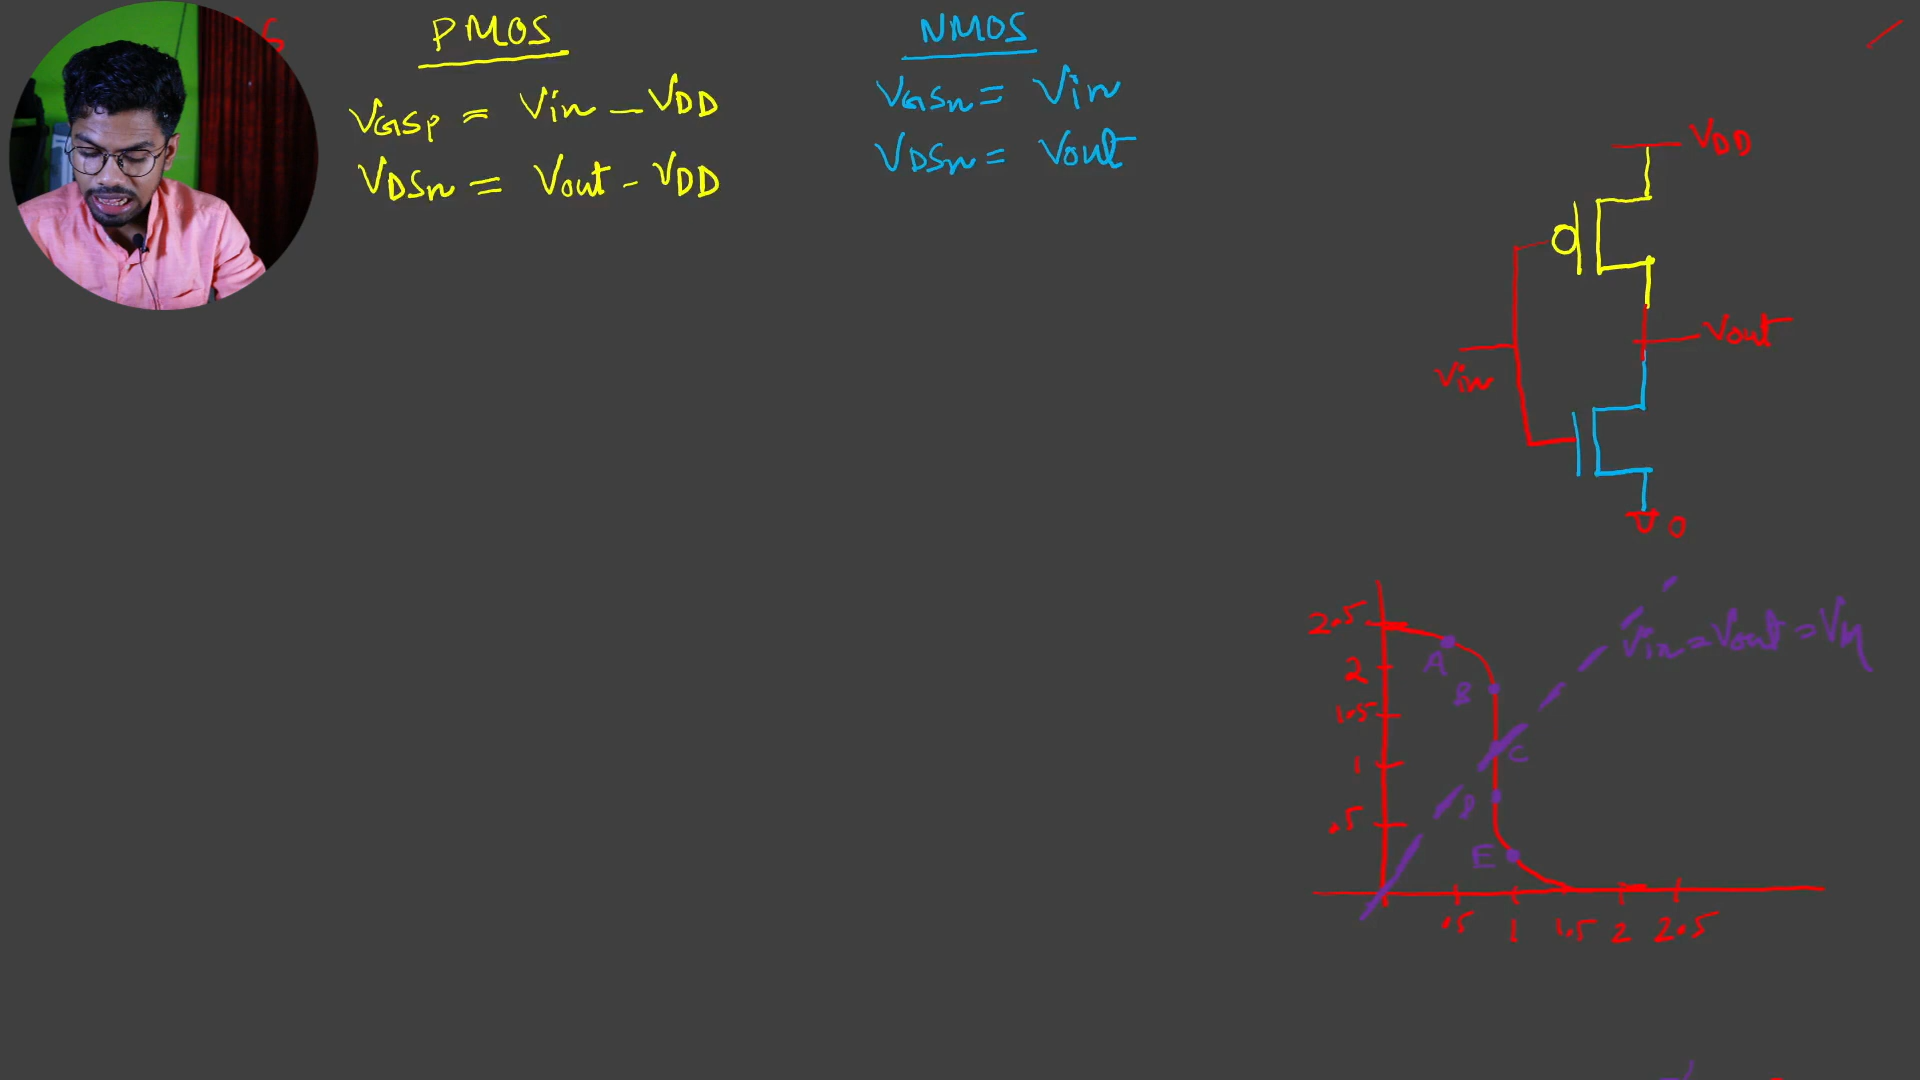 PMOS
VGSp = Vin – VDD
VDSn = Vout - VDD
NMOS
VGSn = Vin
VDSn = Vout
VDD
Vout
Vin
0
2.5
2
1.5
1
.5
A
B
C
D
E
Vin = Vout = VM
.5 1 1.5 2 2.5